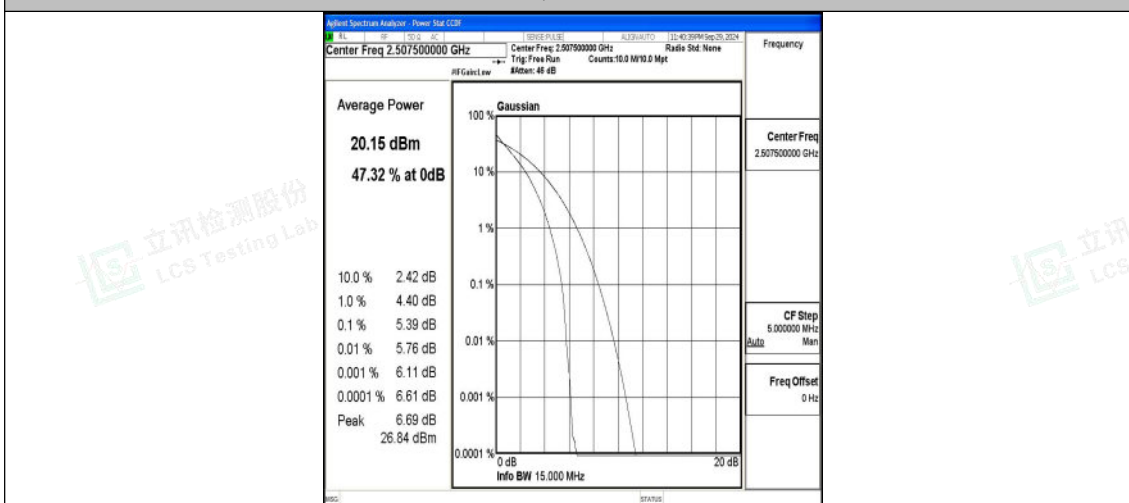 Agilent Spectrum Analyzer - Power Stat CCDF
RL RF 50 Ω AC SENSE:PULSE ALIGNAUTO 11:40:39PM Sep 29, 2024
Center Freq 2.507500000 GHz
Center Freq: 2.507500000 GHz Radio Std: None
Trig: Free Run Counts:10.0 M/10.0 Mpt
#IFGain:Low #Atten: 46 dB
Frequency
Average Power
20.15 dBm
47.32 % at 0dB
10.0 % 2.42 dB
1.0 % 4.40 dB
0.1 % 5.39 dB
0.01 % 5.76 dB
0.001 % 6.11 dB
0.0001 % 6.61 dB
Peak 6.69 dB
26.84 dBm
Gaussian
100 %
10 %
1 %
0.1 %
0.01 %
0.001 %
0.0001 %
0 dB 20 dB
Info BW 15.000 MHz
Center Freq
2.507500000 GHz
CF Step
5.000000 MHz
Auto Man
Freq Offset
0 Hz
MSG STATUS
立讯检测股份
LCS Testing Lab
立讯
LCS